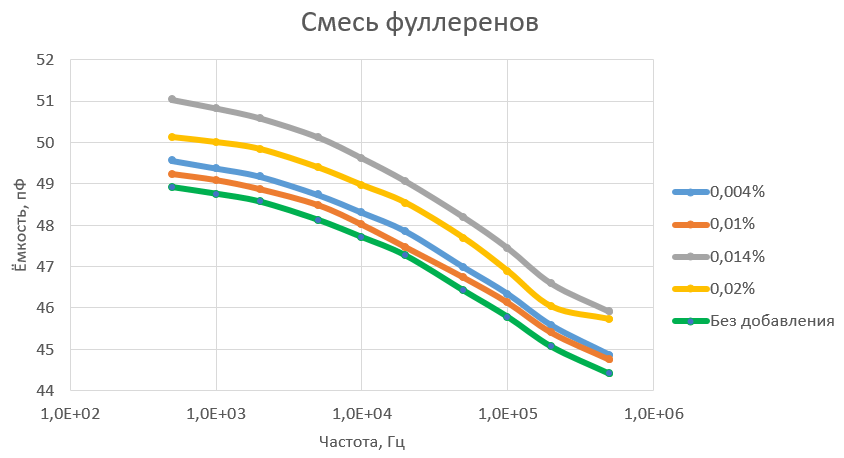 Смесь фуллеренов
52
51
50
49
48
47
46
45
44
Ёмкость, пФ
1,0E+02 1,0E+03 1,0E+04 1,0E+05 1,0E+06
Частота, Гц
0,004%
0,01%
0,014%
0,02%
Без добавления